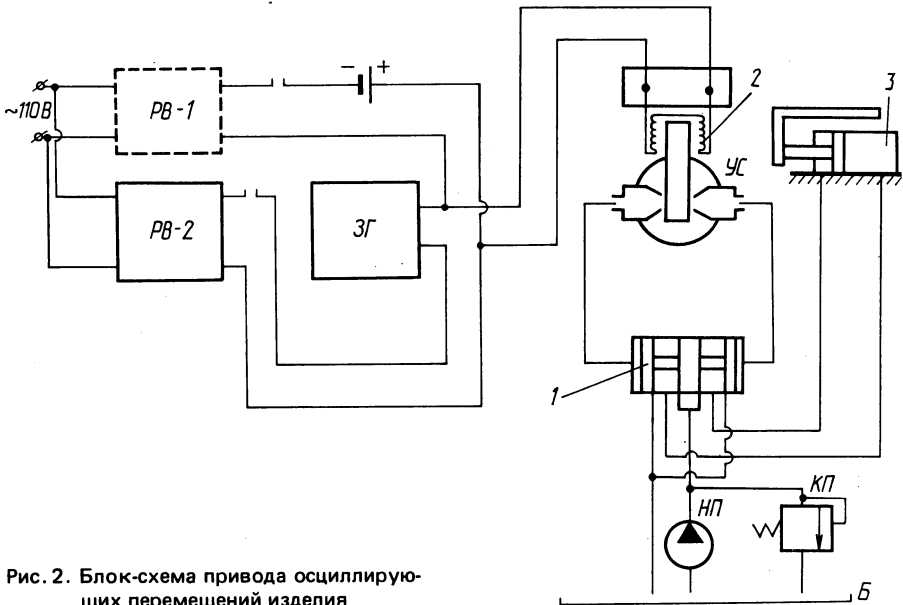 - +
~110В
РВ-1
РВ-2
ЗГ
2
УС
3
1
НП
КП
Б
Рис. 2. Блок-схема привода осциллирую-
щих перемещений изделия